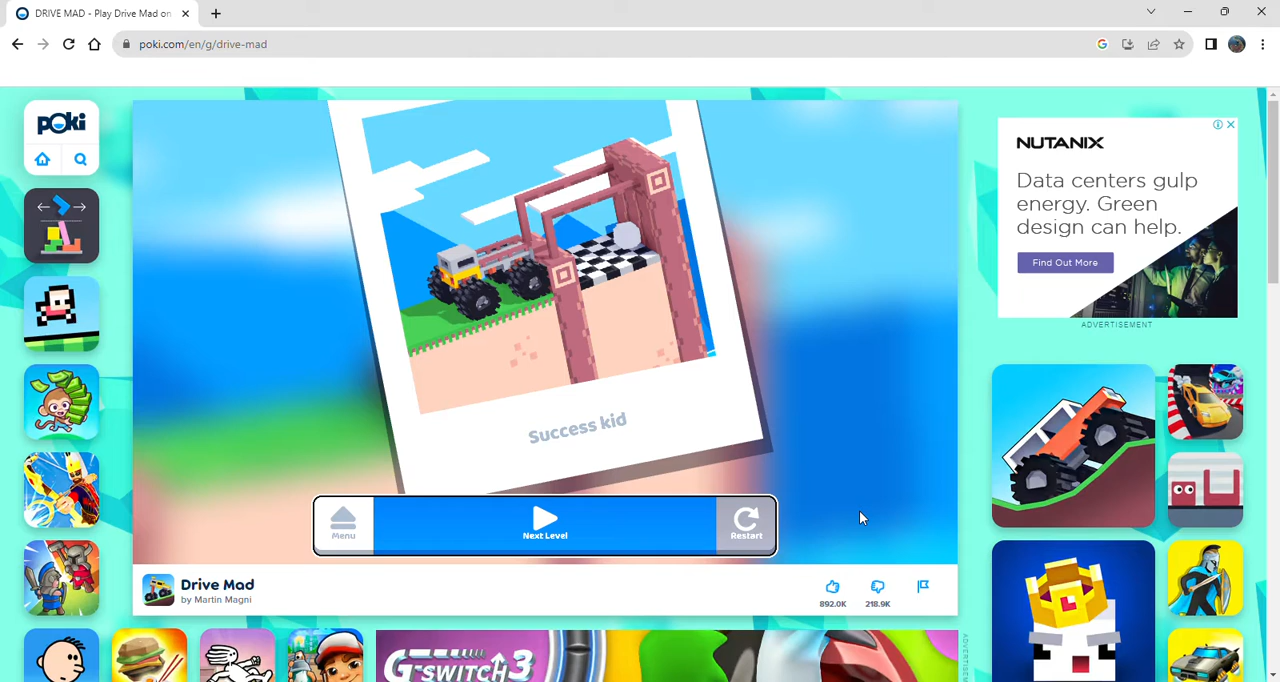 DRIVE MAD - Play Drive Mad on
poki.com/en/g/drive-mad
poki
Success kid
Menu
Next Level
Restart
Drive Mad
by Martin Magni
892.0K
218.9K
NUTANIX
Data centers gulp
energy. Green
design can help.
Find Out More
ADVERTISEMENT
G-SWITCH 3